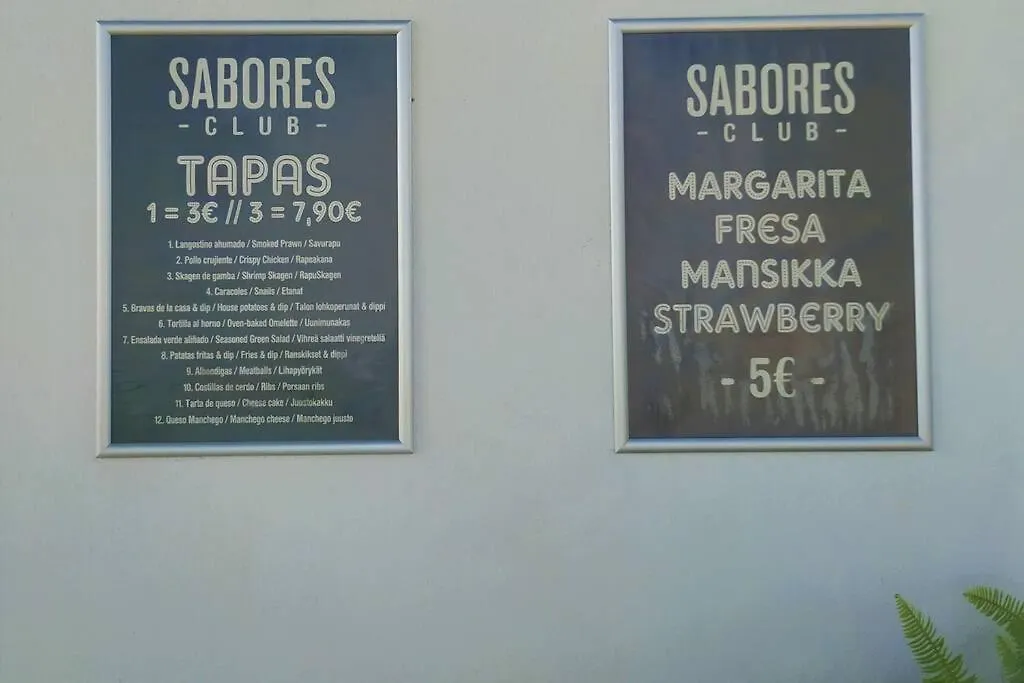 SABORES
- CLUB -
TAPAS
1 = 3€ // 3 = 7,90€
1. Langostino ahumado / Smoked Prawn / Savurapu
2. Pollo crujiente / Crispy Chicken / Rapeakana
3. Skagen de gamba / Shrimp Skagen / RapuSkagen
4. Caracoles / Snails / Etanat
5. Bravas de la casa & dip / House potatoes & dip / Talon lohkoperunat & dippi
6. Tortilla al horno / Oven-baked Omelette / Uunimunakas
7. Ensalada verde aliñado / Seasoned Green Salad / Vihreä salaatti vinegretellä
8. Patatas fritas & dip / Fries & dip / Ranskikset & dippi
9. Albondigas / Meatballs / Lihapyörykät
10. Costillas de cerdo / Ribs / Porsaan ribs
11. Tarta de queso / Cheese cake / Juustokakku
12. Queso Manchego / Manchego cheese / Manchego juusto
SABORES
- CLUB -
MARGARITA
FRESA
MANSIKKA
STRAWBERRY
- 5€ -